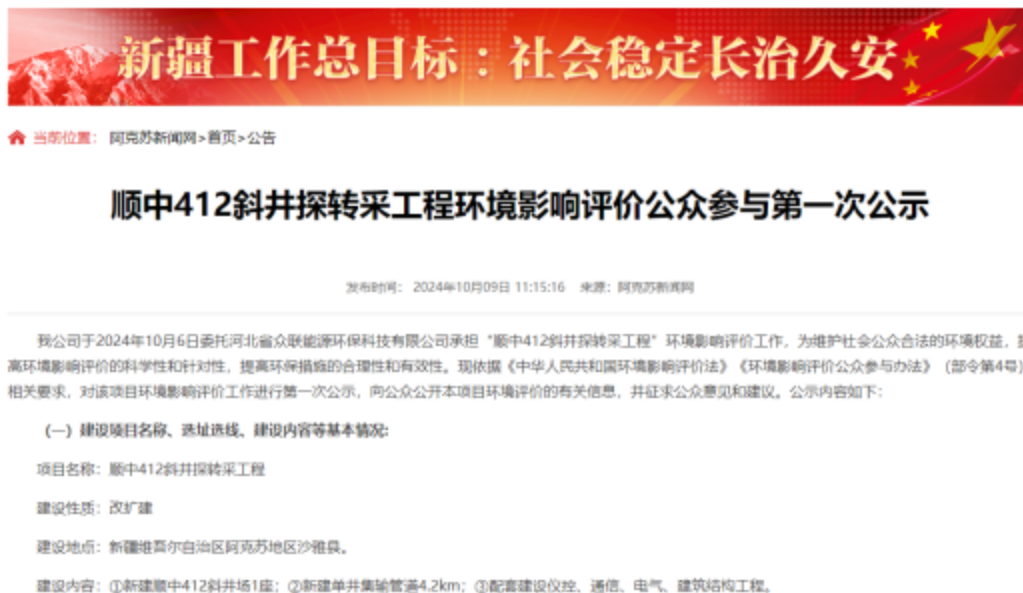 新疆工作总目标：社会稳定长治久安
当前位置： 阿克苏新闻网>首页>公告
顺中412斜井探转采工程环境影响评价公众参与第一次公示
发布时间： 2024年10月09日 11:15:16 来源：阿克苏新闻网
我公司于2024年10月6日委托河北省众联能源环保科技有限公司承担“顺中412斜井探转采工程”环境影响评价工作，为维护社会公众合法的环境权益，
高环境影响评价的科学性和针对性，提高环保措施的合理性和有效性。现依据《中华人民共和国环境影响评价法》《环境影响评价公众参与办法》（部令第4号）
相关要求，对该项目环境影响评价工作进行第一次公示，向公众公开本项目环境评价的有关信息，并征求公众意见和建议。公示内容如下：
（一）建设项目名称、选址选线、建设内容等基本情况:
项目名称：顺中412斜井探转采工程
建设性质：改扩建
建设地点：新疆维吾尔自治区阿克苏地区沙雅县。
建设内容：①新建顺中412斜井场1座；②新建单井集输管道4.2km；③配套建设仪控、通信、电气、建筑结构工程。